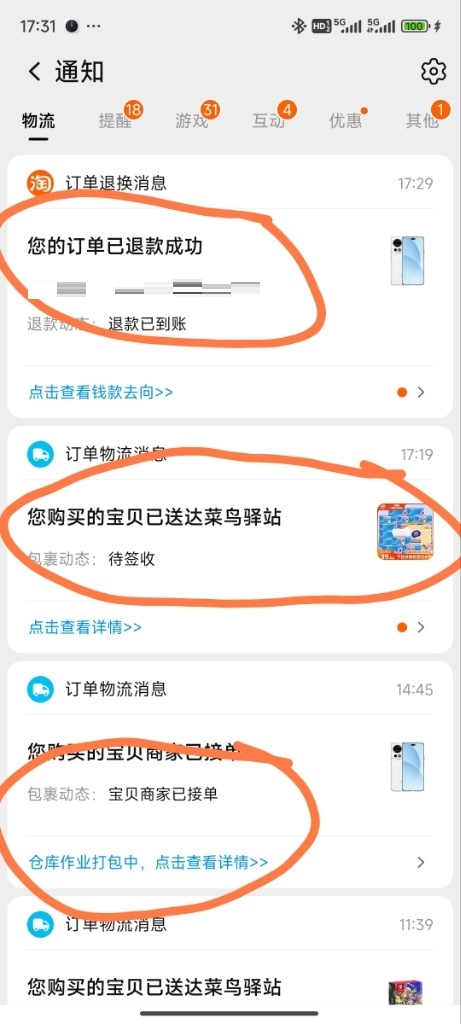 17:31 HD 5G 5G 100
通知
物流 提醒 18 游戏 31 互动 4 优惠 其他 1
淘 订单退换消息 17:29
您的订单已退款成功
退款动态: 退款已到账
点击查看钱款去向>>
订单物流消息 17:19
您购买的宝贝已送达菜鸟驿站
包裹动态: 待签收
点击查看详情>>
订单物流消息 14:45
您购买的宝贝商家已接单
包裹动态: 宝贝商家已接单
仓库作业打包中，点击查看详情>>
订单物流消息 11:39
您购买的宝贝已送达菜鸟驿站